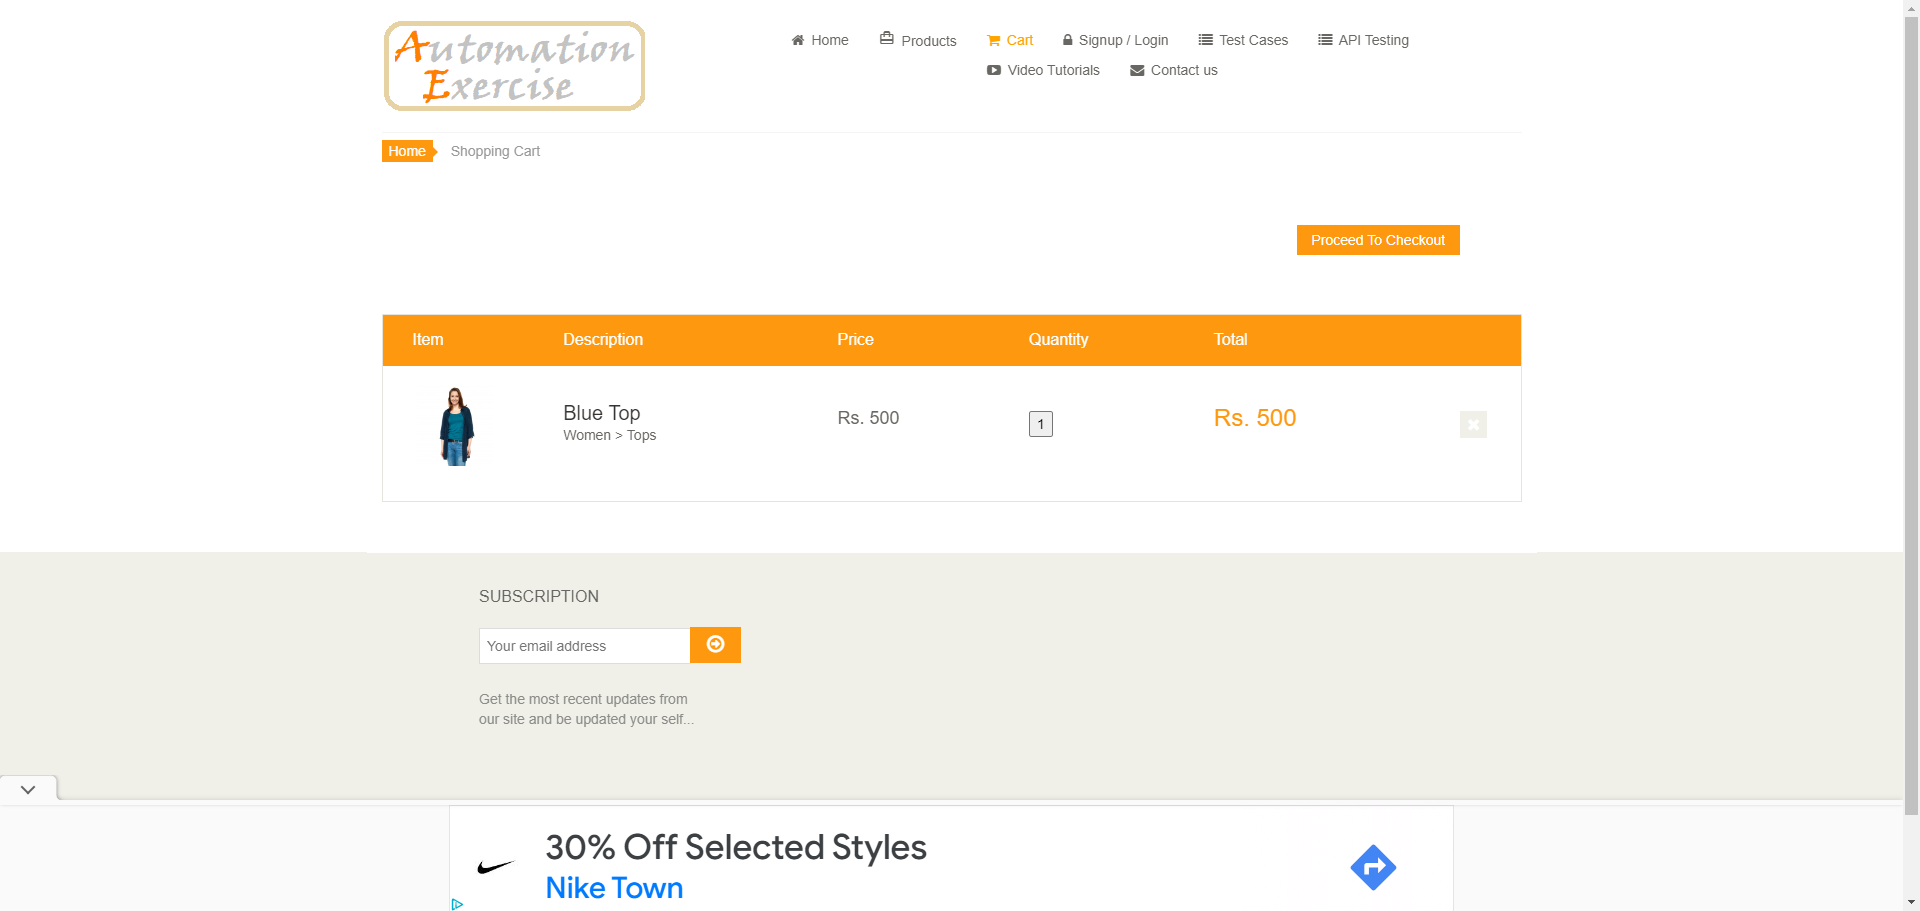 Automation
Exercise
Home
Products
Cart
Signup / Login
Test Cases
API Testing
Video Tutorials
Contact us
Home
Shopping Cart
Proceed To Checkout
Item Description Price Quantity Total
Blue Top
Women > Tops
Rs. 500
1
Rs. 500
SUBSCRIPTION
Your email address
Get the most recent updates from
our site and be updated your self...
30% Off Selected Styles
Nike Town